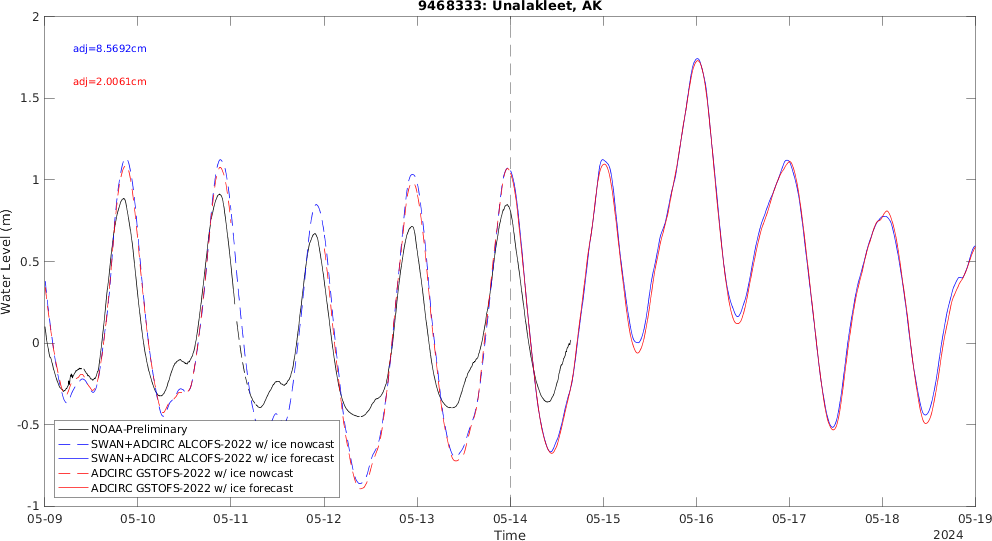 9468333: Unalakleet, AK
adj=8.5692cm
adj=2.0061cm
Water Level (m)
2
1.5
1
0.5
0
-0.5
-1
NOAA-Preliminary
SWAN+ADCIRC ALCOFS-2022 w/ ice nowcast
SWAN+ADCIRC ALCOFS-2022 w/ ice forecast
ADCIRC GSTOFS-2022 w/ ice nowcast
ADCIRC GSTOFS-2022 w/ ice forecast
05-09 05-10 05-11 05-12 05-13 05-14 05-15 05-16 05-17 05-18 05-19
Time
2024